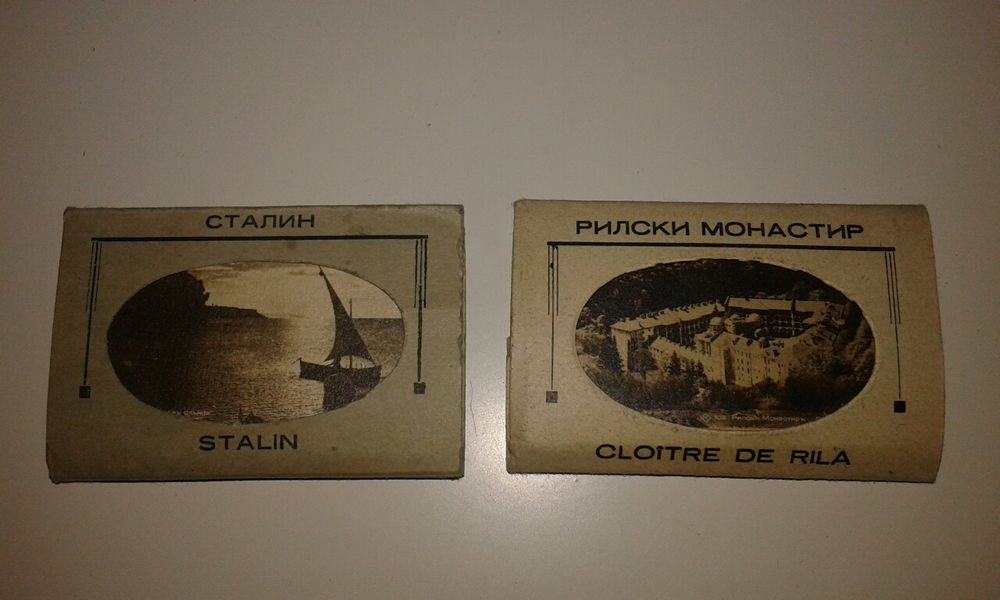 СТАЛИН
STALIN
РИЛСКИ МОНАСТИР
CLOÎTRE DE RILA